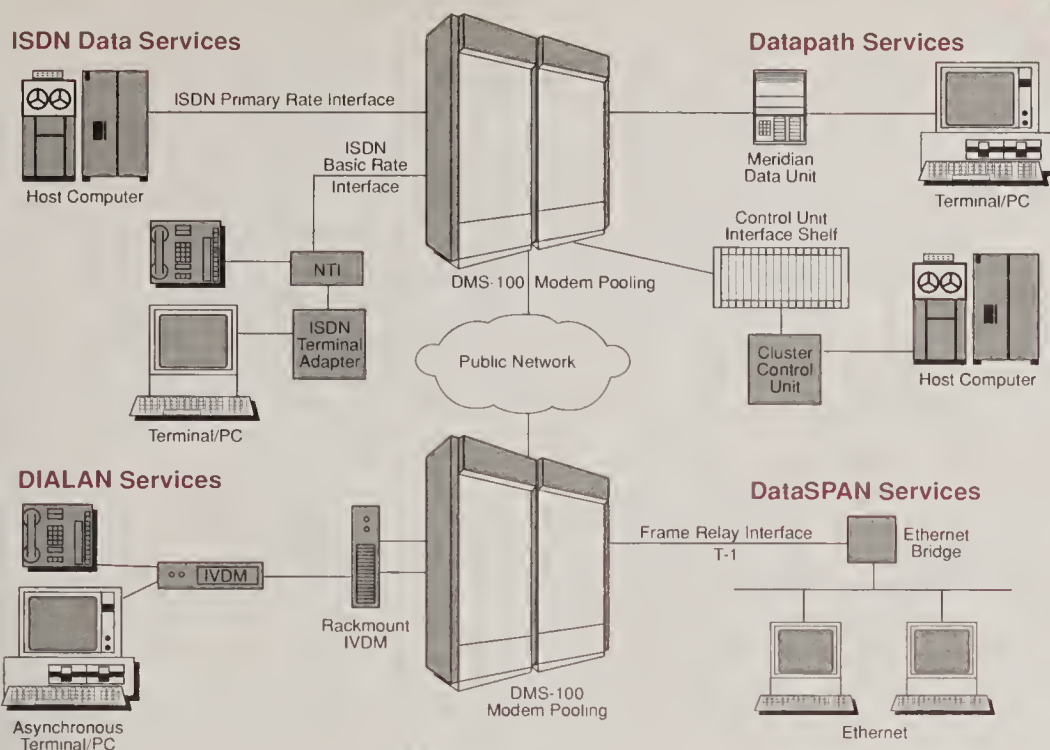 ISDN Data Services
ISDN Primary Rate Interface
Host Computer
ISDN
Basic Rate
Interface
NTI
ISDN
Terminal
Adapter
Terminal/PC
DMS-100 Modem Pooling
Datapath Services
Meridian
Data Unit
Terminal/PC
Control Unit
Interface Shelf
Cluster
Control
Unit
Host Computer
Public Network
DIALAN Services
IVDM
Rackmount
IVDM
Asynchronous
Terminal/PC
DMS-100
Modem Pooling
DataSPAN Services
Frame Relay Interface
T-1
Ethernet
Bridge
Ethernet